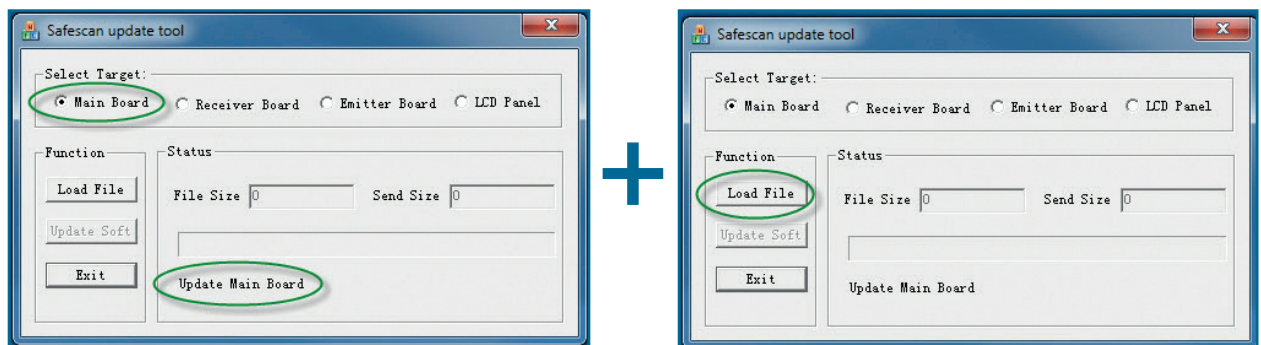 Safescan update tool
Select Target:
Main Board Receiver Board Emitter Board LCD Panel
Function
Status
Load File
File Size 0 Send Size 0
Update Soft
Exit
Update Main Board
+
Safescan update tool
Select Target:
Main Board Receiver Board Emitter Board LCD Panel
Function
Status
Load File
File Size 0 Send Size 0
Update Soft
Exit
Update Main Board